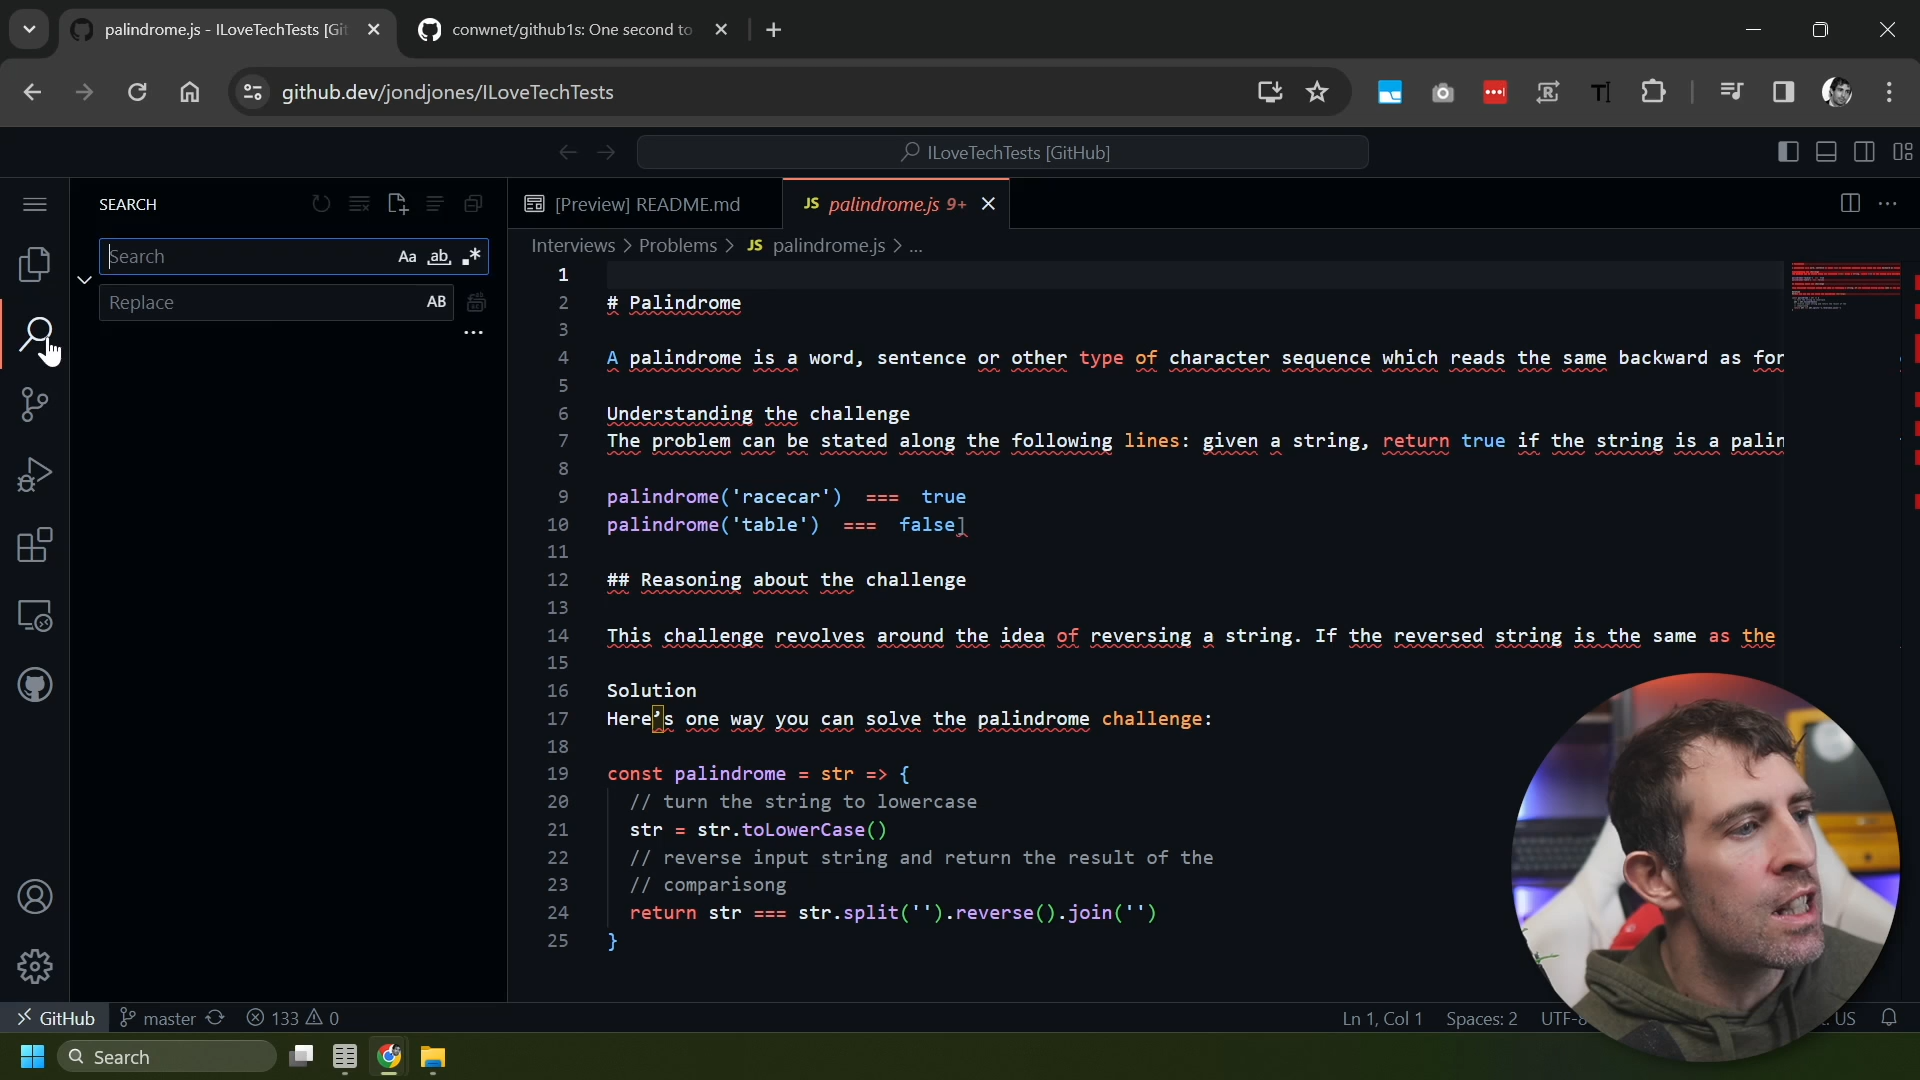 palindrome.js - ILoveTechTests [Git
conwnet/github1s: One second to
github.dev/jondjones/ILoveTechTests
ILoveTechTests [GitHub]
SEARCH
[Preview] README.md
JS palindrome.js 9+
Search
Aa ab .*
Replace
AB
...
Interviews > Problems > JS palindrome.js > ...
1
2 # Palindrome
3
4 A palindrome is a word, sentence or other type of character sequence which reads the same backward as for
5
6 Understanding the challenge
7 The problem can be stated along the following lines: given a string, return true if the string is a palin
8
9 palindrome('racecar') === true
10 palindrome('table') === false]
11
12 ## Reasoning about the challenge
13
14 This challenge revolves around the idea of reversing a string. If the reversed string is the same as the
15
16 Solution
17 Here’s one way you can solve the palindrome challenge:
18
19 const palindrome = str => {
20 // turn the string to lowercase
21 str = str.toLowerCase()
22 // reverse input string and return the result of the
23 // comparisong
24 return str === str.split('').reverse().join('')
25 }
GitHub master 133 0
Ln 1, Col 1 Spaces: 2 UTF-8 US
Search